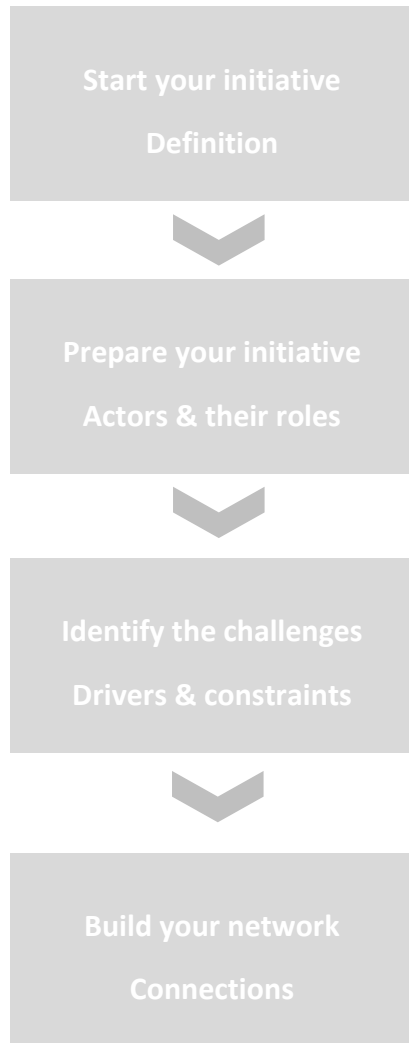 Start your initiative
Definition
Prepare your initiative
Actors & their roles
Identify the challenges
Drivers & constraints
Build your network
Connections